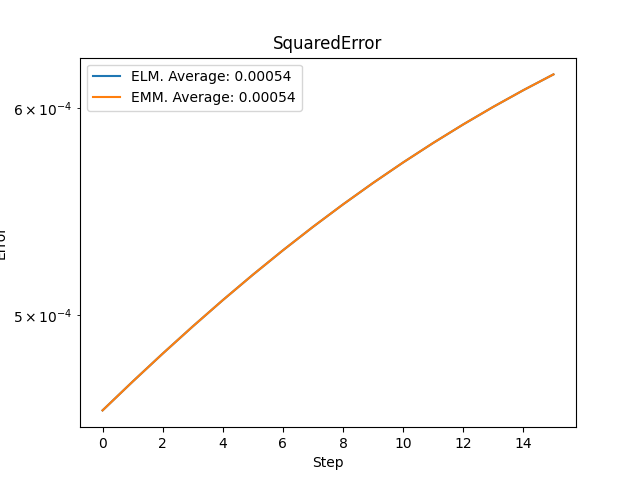 SquaredError
ELM. Average: 0.00054
EMM. Average: 0.00054
6 × 10⁻⁴
5 × 10⁻⁴
Error
0 2 4 6 8 10 12 14
Step